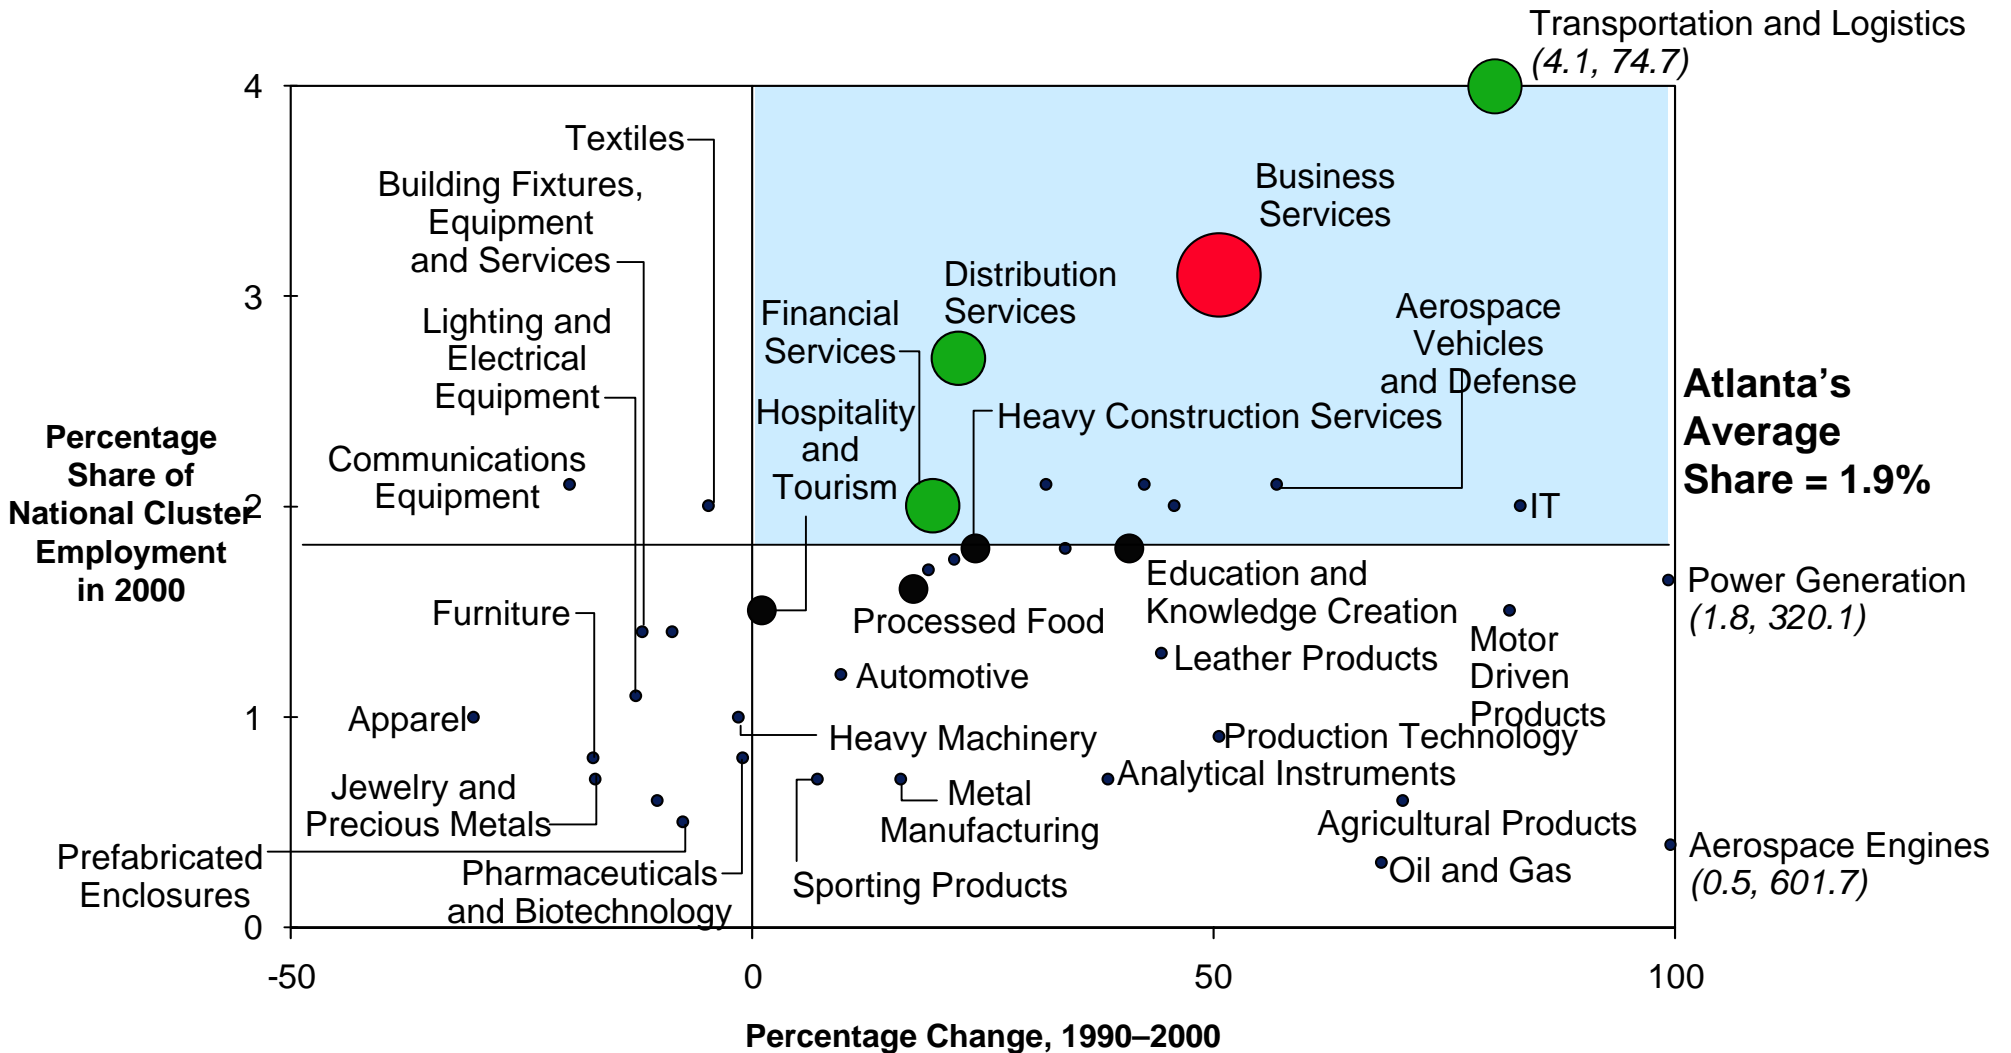 Transportation and Logistics
(4.1, 74.7)
4
Textiles
Building Fixtures,
Equipment
and Services
Business
Services
Distribution
Services
3
Financial
Services
Aerospace
Vehicles
and Defense
Lighting and
Electrical
Equipment
Atlanta’s
Average
Share = 1.9%
Hospitality
and
Tourism
Heavy Construction Services
Percentage
Share of
National Cluster
Employment
in 2000
Communications
Equipment
2
IT
Education and
Knowledge Creation
Power Generation
(1.8, 320.1)
Furniture
Processed Food
Motor
Driven
Products
Leather Products
Automotive
1
Apparel
Heavy Machinery
Production Technology
Analytical Instruments
Jewelry and
Precious Metals
Metal
Manufacturing
Agricultural Products
Prefabricated
Enclosures
Pharmaceuticals
and Biotechnology
Sporting Products
Oil and Gas
Aerospace Engines
(0.5, 601.7)
0
-50
0
50
100
Percentage Change, 1990–2000